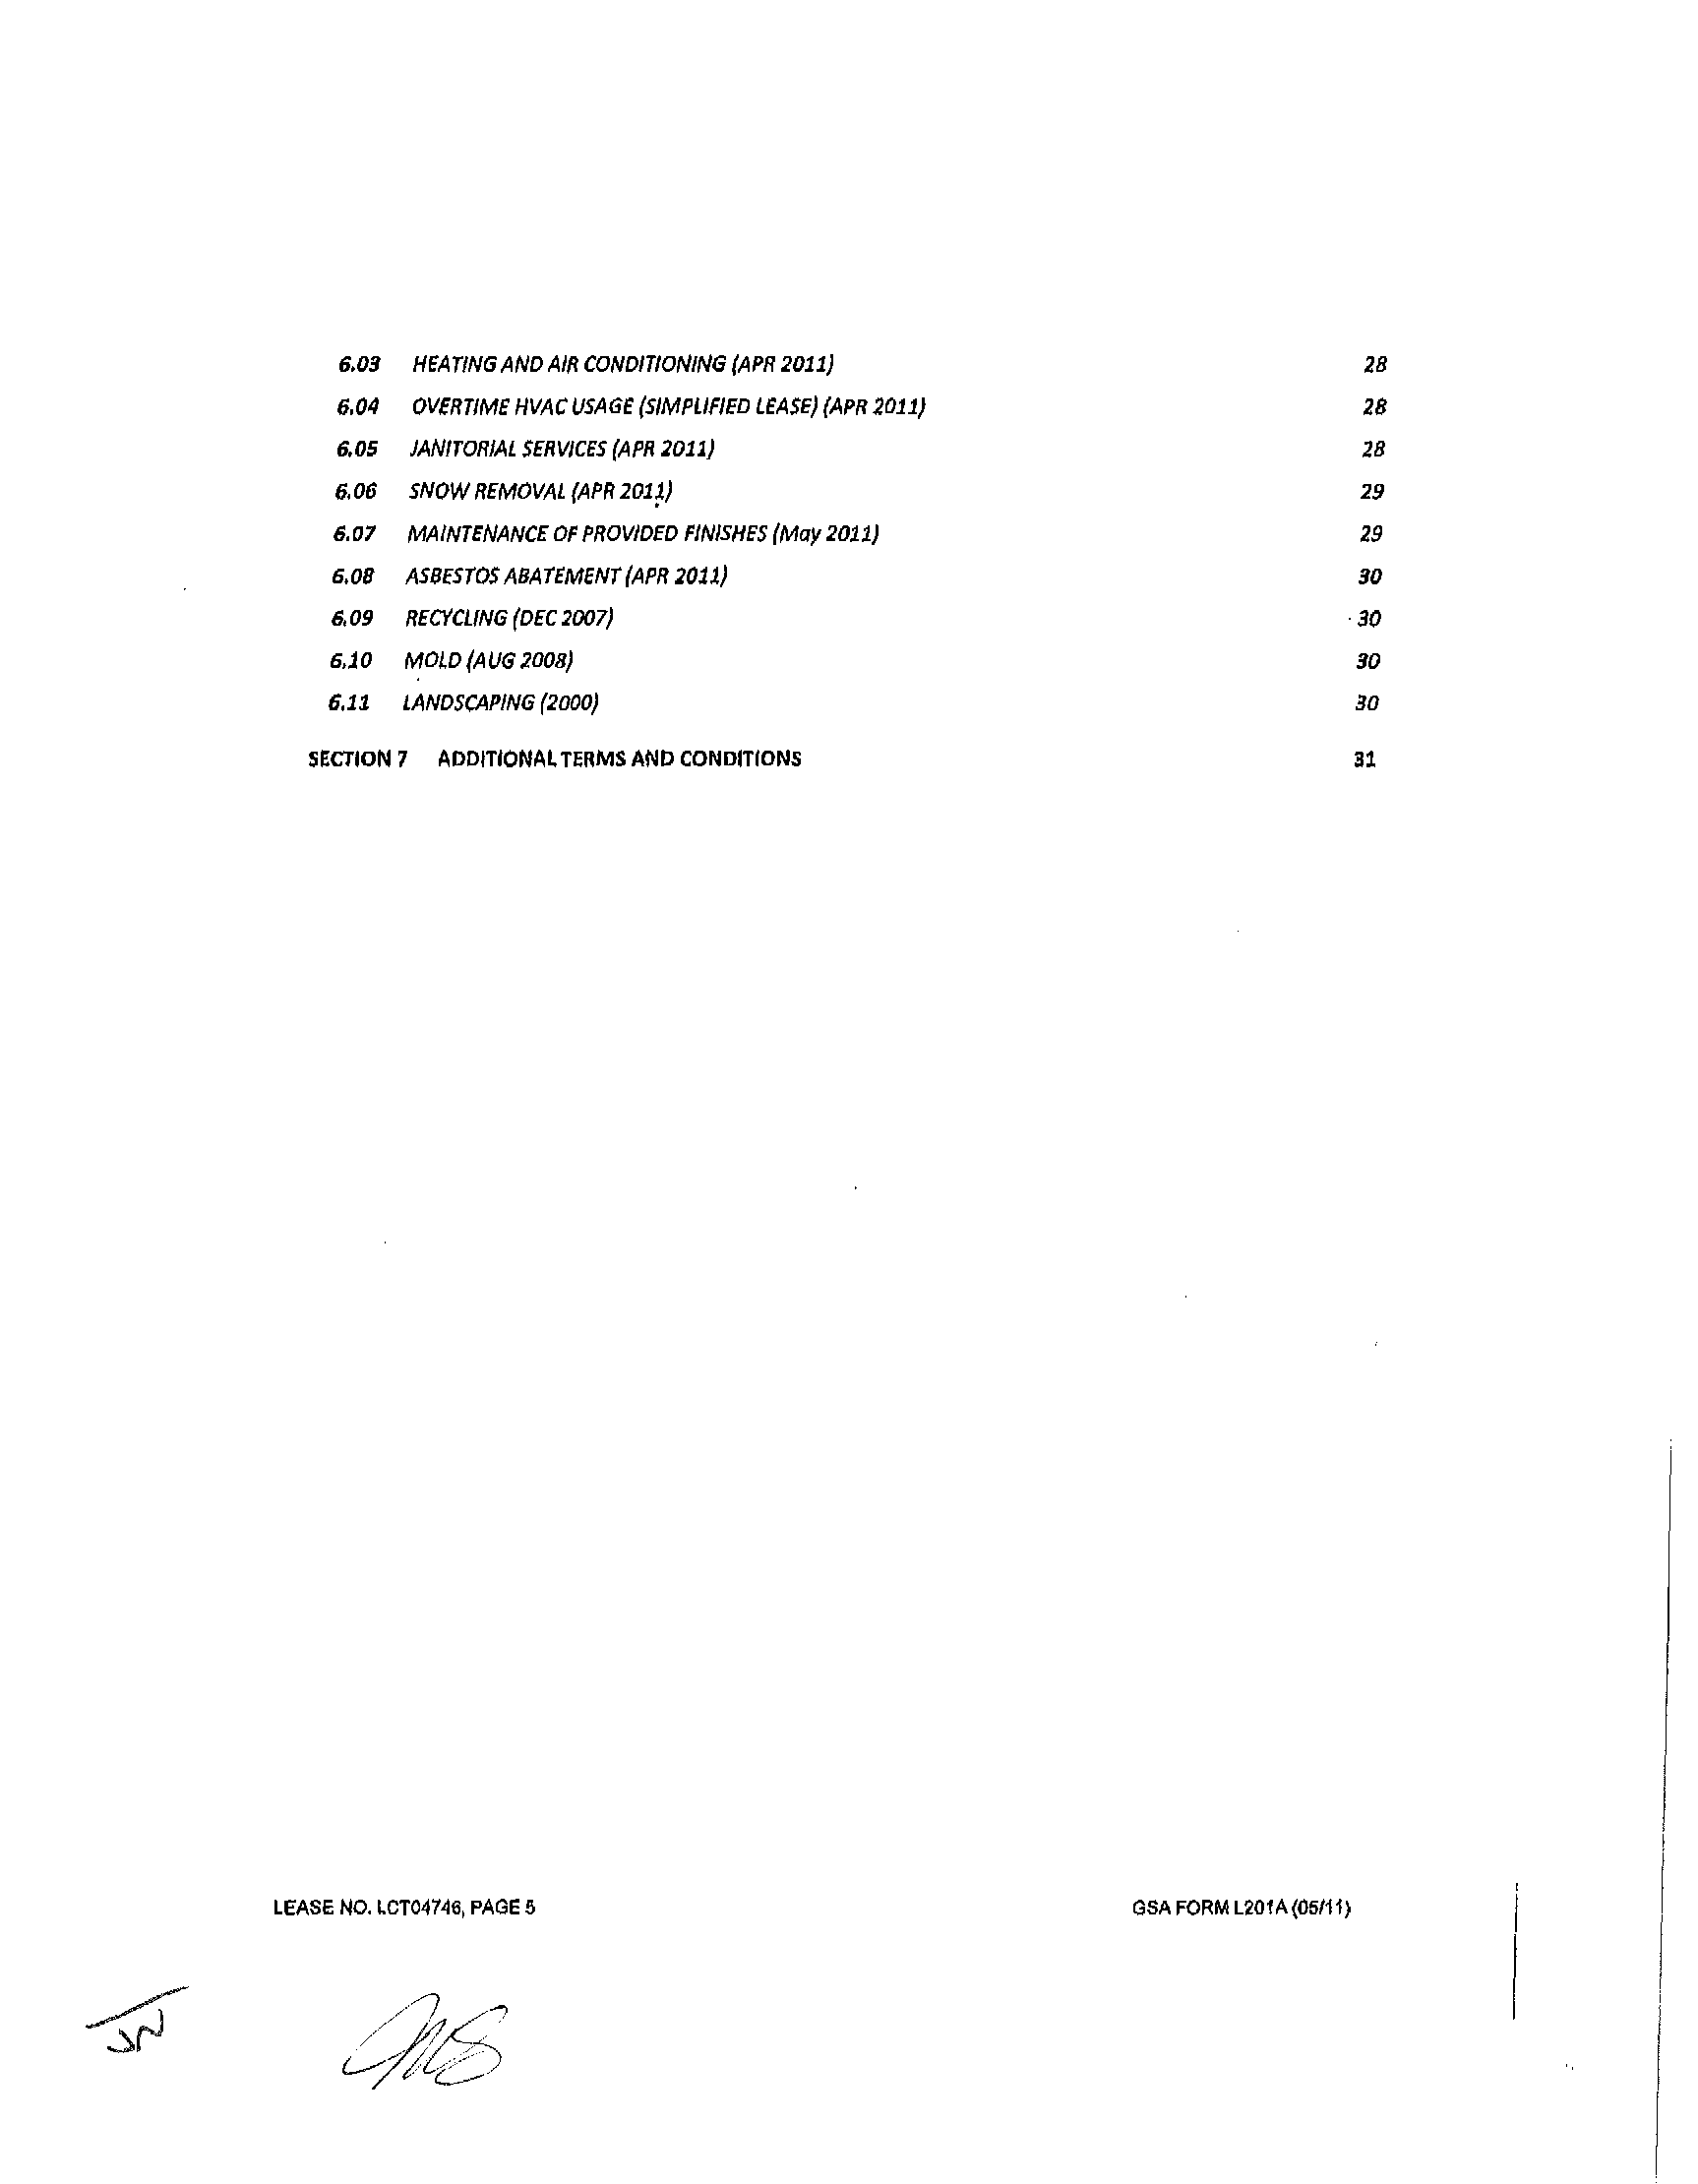 6.03 HEATING AND AIR CONDITIONING (APR 2011) 28
6.04 OVERTIME HVAC USAGE (SIMPLIFIED LEASE) (APR 2011) 28
6.05 JANITORIAL SERVICES (APR 2011) 28
6.06 SNOW REMOVAL (APR 2011) 29
6.07 MAINTENANCE OF PROVIDED FINISHES (May 2011) 29
6.08 ASBESTOS ABATEMENT (APR 2011) 30
6.09 RECYCLING (DEC 2007) 30
6.10 MOLD (AUG 2008) 30
6.11 LANDSCAPING (2000) 30
SECTION 7 ADDITIONAL TERMS AND CONDITIONS 31
LEASE NO. LCT04746, PAGE 5 GSA FORM L201A (05/11)